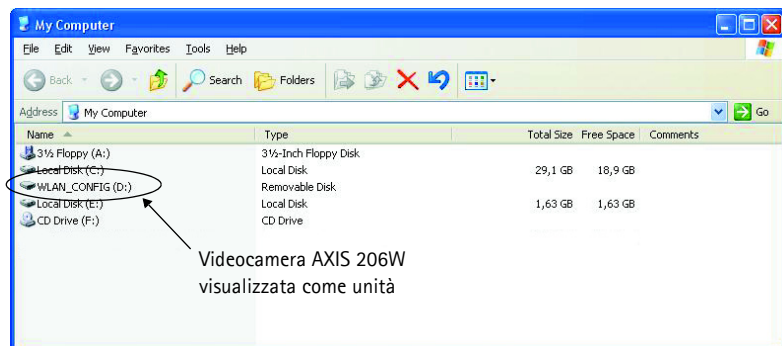 My Computer
File Edit View Favorites Tools Help
Back Search Folders
Address My Computer Go
Name Type Total Size Free Space Comments
3½ Floppy (A:) 3½-Inch Floppy Disk
Local Disk (C:) Local Disk 29,1 GB 18,9 GB
WLAN_CONFIG (D:) Removable Disk
Local Disk (E:) Local Disk 1,63 GB 1,63 GB
CD Drive (F:) CD Drive
Videocamera AXIS 206W
visualizzata come unità